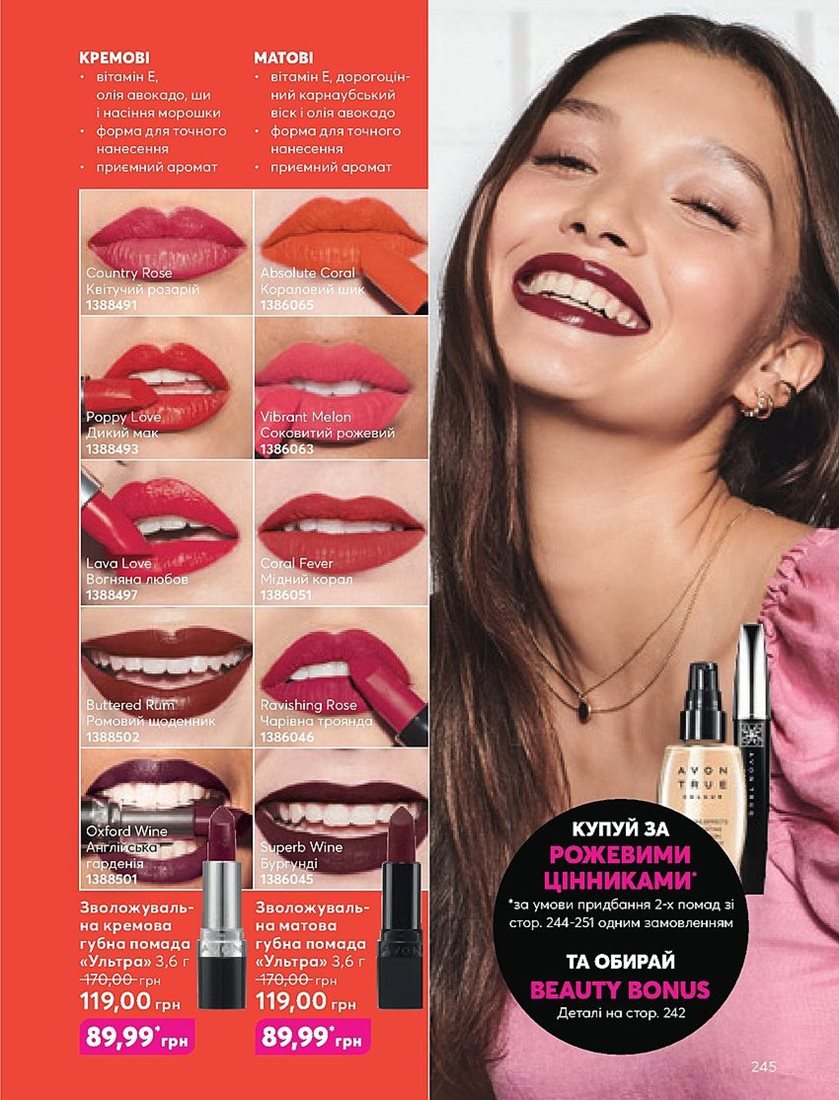 КРЕМОВІ
• вітамін Е,
олія авокадо, ши
і насіння морошки
• форма для точного
нанесення
• приємний аромат
МАТОВІ
• вітамін Е, дорогоцін-
ний карнаубський
віск і олія авокадо
• форма для точного
нанесення
• приємний аромат
Country Rose
Квітучий розарій
1388491
Absolute Coral
Кораловий шик
1386065
Poppy Love
Дикий мак
1388493
Vibrant Melon
Соковитий рожевий
1386063
Lava Love
Вогняна любов
1388497
Coral Fever
Мідний корал
1386051
Buttered Rum
Ромовий щоденник
1388502
Ravishing Rose
Чарівна троянда
1386046
Oxford Wine
Англійська
гарденія
1388501
Superb Wine
Бургунді
1386045
Зволожуваль-
на кремова
губна помада
«Ультра» 3,6 г
170,00 грн
119,00 грн
89,99* грн
Зволожуваль-
на матова
губна помада
«Ультра» 3,6 г
170,00 грн
119,00 грн
89,99* грн
AVON
TRUE
COLOUR
AVON TRUE
КУПУЙ ЗА
РОЖЕВИМИ
ЦІННИКАМИ*
*за умови придбання 2-х помад зі
стор. 244-251 одним замовленням
ТА ОБИРАЙ
BEAUTY BONUS
Деталі на стор. 242
245